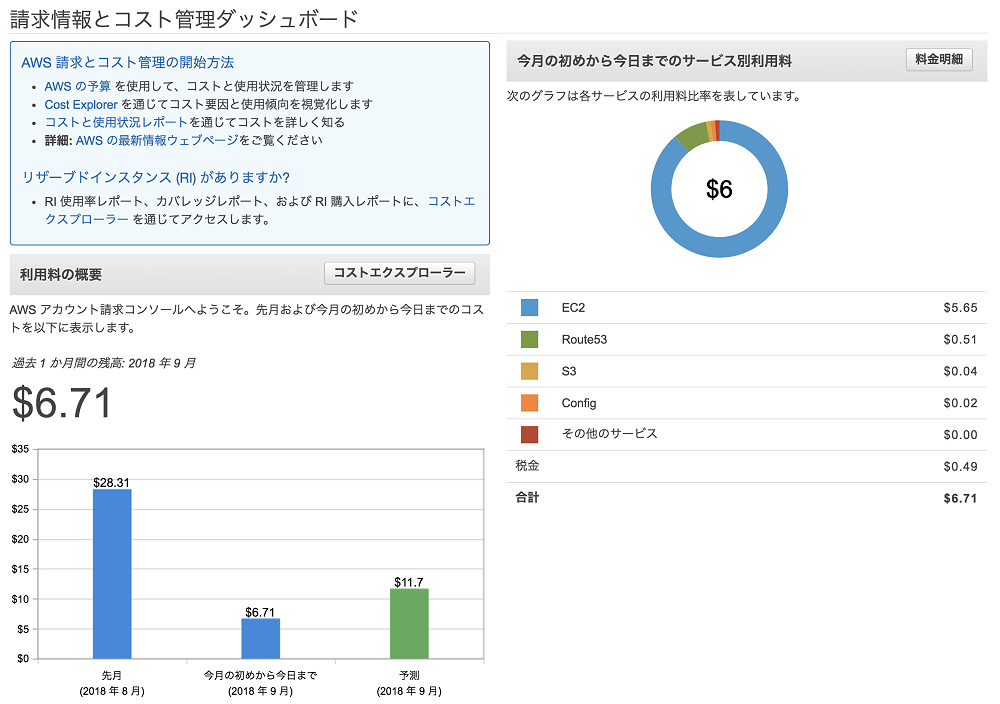 請求情報とコスト管理ダッシュボード
AWS 請求とコスト管理の開始方法
• AWS の予算 を使用して、コストと使用状況を管理します
• Cost Explorer を通じてコスト要因と使用傾向を視覚化します
• コストと使用状況レポート を通じてコストを詳しく知る
• 詳細: AWS の最新情報ウェブページをご覧ください
リザーブドインスタンス (RI) がありますか?
• RI 使用率レポート、カバレッジレポート、および RI 購入レポートに、コストエ
クスプローラー を通じてアクセスします。
利用料の概要
コストエクスプローラー
AWS アカウント請求コンソールへようこそ。先月および今月の初めから今日までのコス
トを以下に表示します。
過去 1 か月間の残高: 2018 年 9 月
$6.71
$35
$30
$25
$20
$15
$10
$5
$0
$28.31
$6.71
$11.7
先月
(2018 年 8 月)
今月の初めから今日まで
(2018 年 9 月)
予測
(2018 年 9 月)
今月の初めから今日までのサービス別利用料
料金明細
次のグラフは各サービスの利用料比率を表しています。
$6
EC2 $5.65
Route53 $0.51
S3 $0.04
Config $0.02
その他のサービス $0.00
税金 $0.49
合計 $6.71